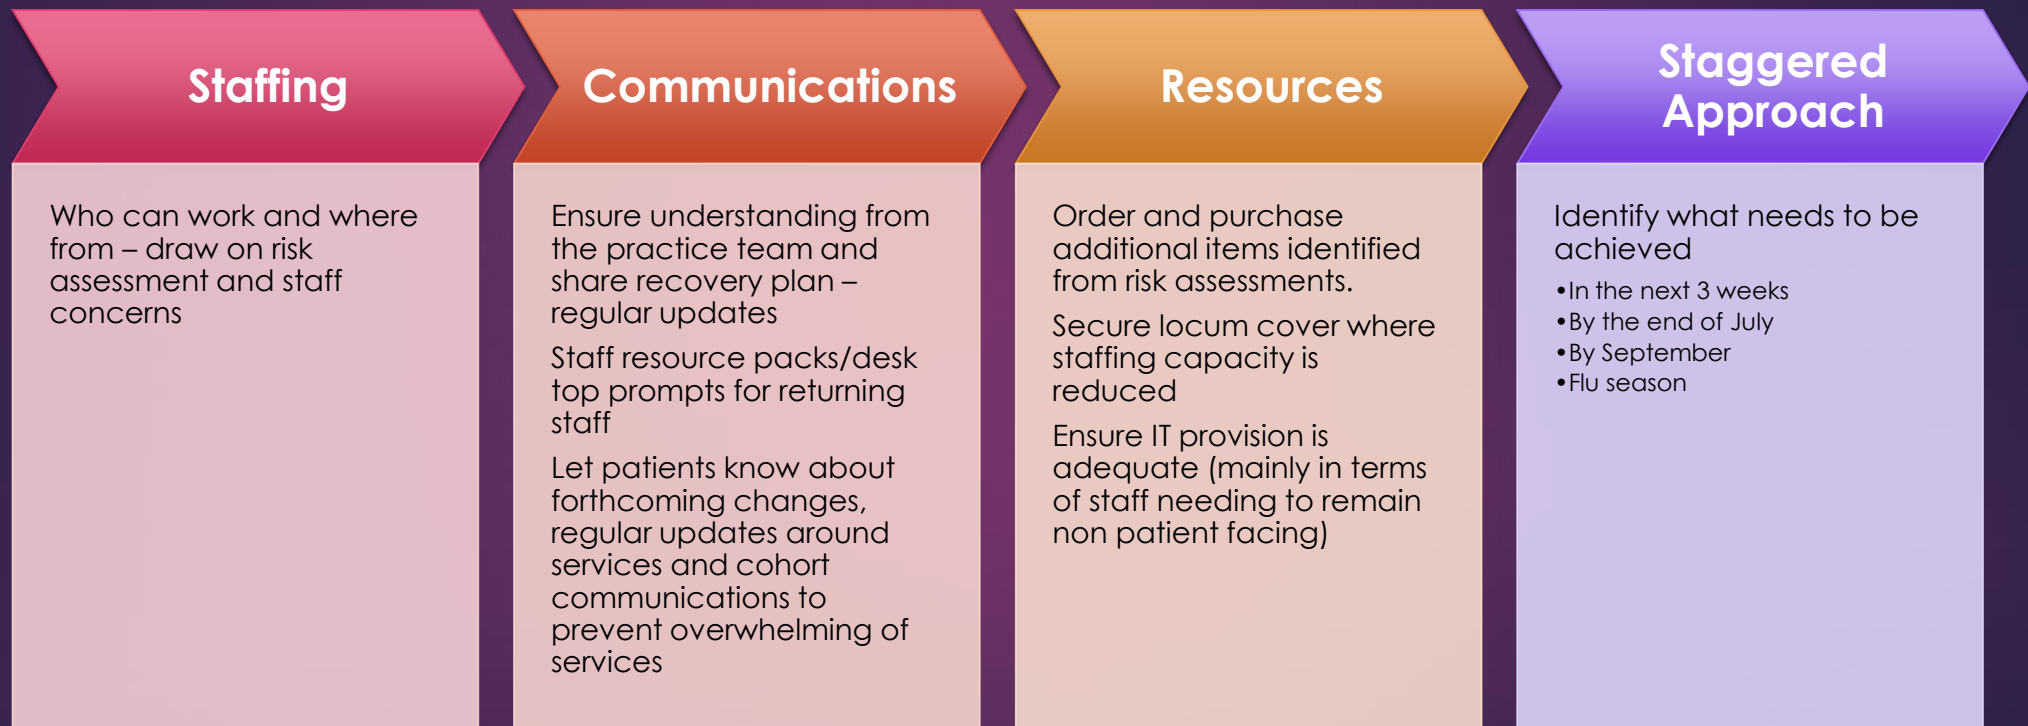 Staffing
Who can work and where
from – draw on risk
assessment and staff
concerns
Communications
Ensure understanding from
the practice team and
share recovery plan –
regular updates
Staff resource packs/desk
top prompts for returning
staff
Let patients know about
forthcoming changes,
regular updates around
services and cohort
communications to
prevent overwhelming of
services
Resources
Order and purchase
additional items identified
from risk assessments.
Secure locum cover where
staffing capacity is
reduced
Ensure IT provision is
adequate (mainly in terms
of staff needing to remain
non patient facing)
Staggered
Approach
Identify what needs to be
achieved
•In the next 3 weeks
•By the end of July
•By September
•Flu season